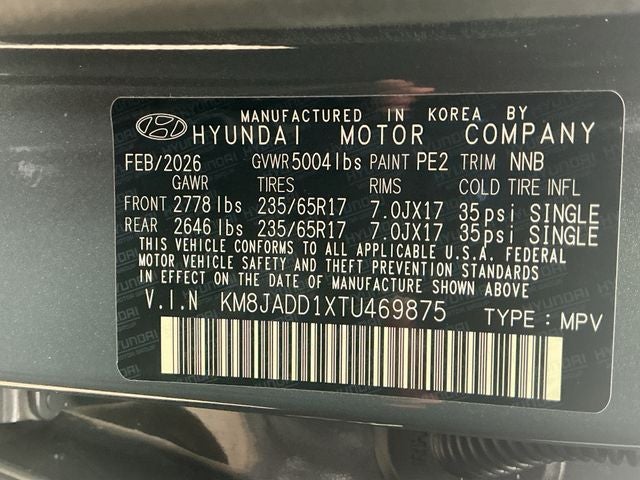 MANUFACTURED IN KOREA BY
HYUNDAI MOTOR COMPANY
FEB/2026 GVWR 5004lbs PAINT PE2 TRIM NNB
GAWR TIRES RIMS COLD TIRE INFL
FRONT 2778 lbs 235/65R17 7.0JX17 35psi SINGLE
REAR 2646 lbs 235/65R17 7.0JX17 35psi SINGLE
THIS VEHICLE CONFORMS TO ALL APPLICABLE U.S.A. FEDERAL
MOTOR VEHICLE SAFETY AND THEFT PREVENTION STANDARDS
IN EFFECT ON THE DATE OF MANUFACTURE SHOWN ABOVE.
V.I.N KM8JADD1XTU469875 TYPE : MPV